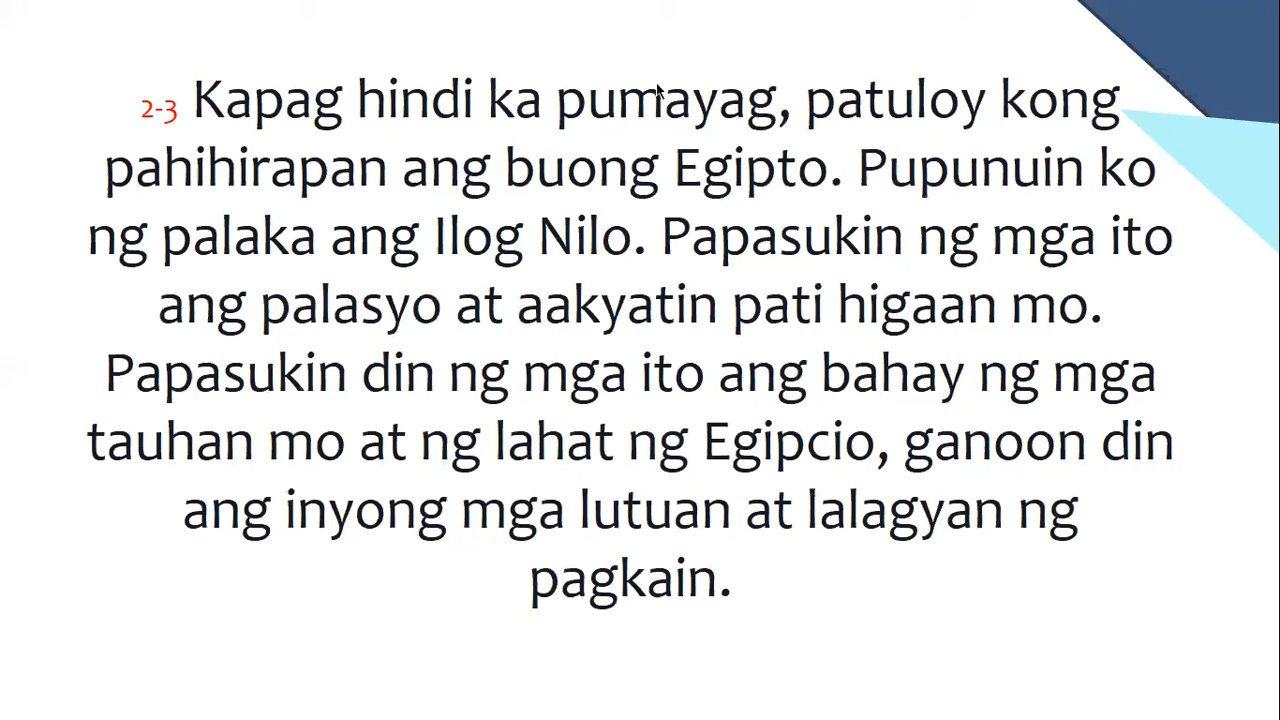 2-3 Kapag hindi ka pumayag, patuloy kong
pahihirapan ang buong Egipto. Pupunuin ko
ng palaka ang Ilog Nilo. Papasukin ng mga ito
ang palasyo at aakyatin pati higaan mo.
Papasukin din ng mga ito ang bahay ng mga
tauhan mo at ng lahat ng Egipcio, ganoon din
ang inyong mga lutuan at lalagyan ng
pagkain.